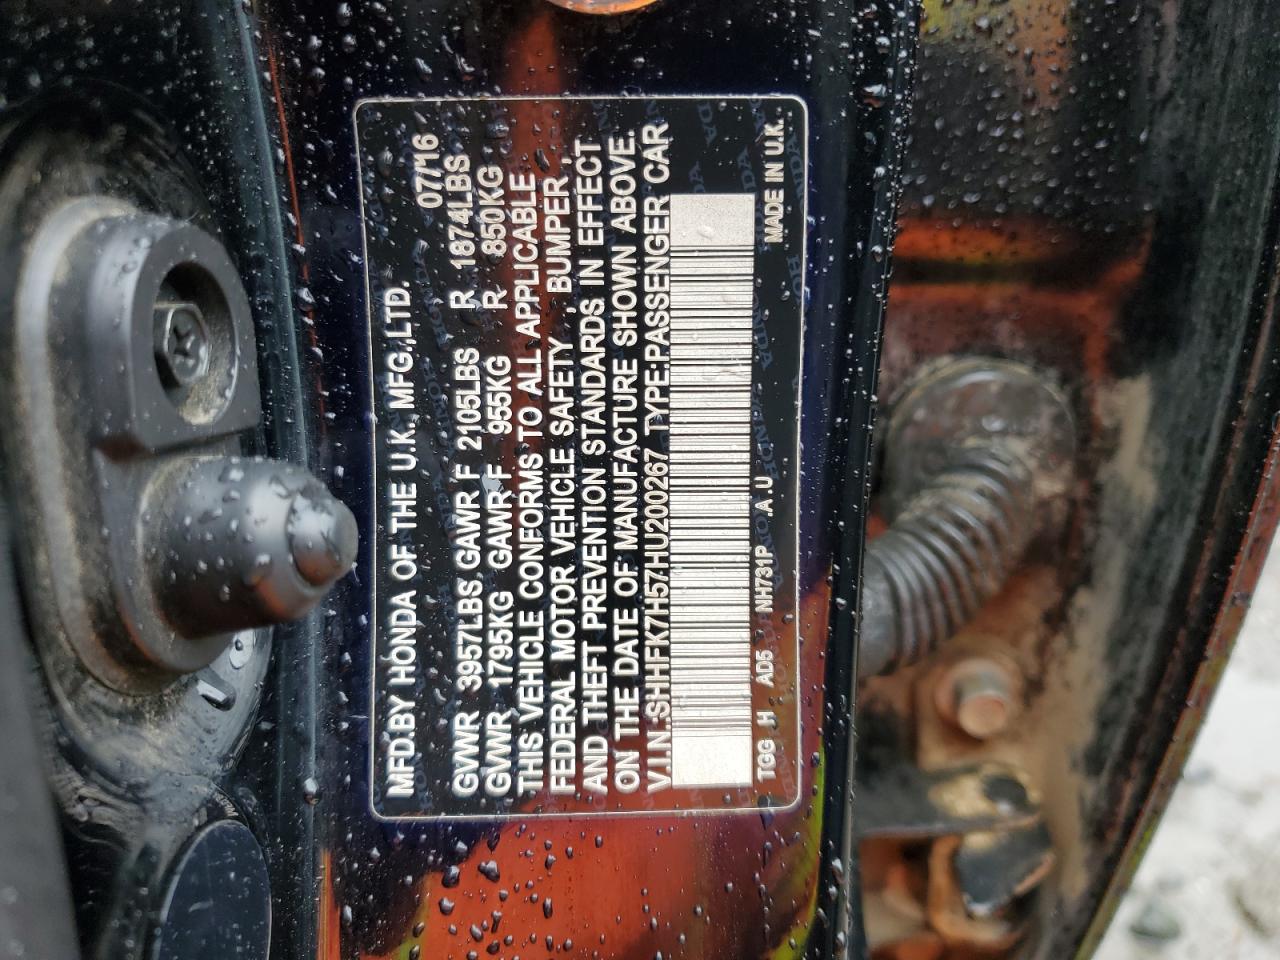 MFD.BY HONDA OF THE U.K. MFG.,LTD. 07/16
GVWR 3957LBS GAWR F 2105LBS R 1874LBS
GVWR 1795KG GAWR F 955KG R 850KG
THIS VEHICLE CONFORMS TO ALL APPLICABLE
FEDERAL MOTOR VEHICLE SAFETY , BUMPER ,
AND THEFT PREVENTION STANDARDS IN EFFECT
ON THE DATE OF MANUFACTURE SHOWN ABOVE.
V.I.N:SHHFK7H57HU200267 TYPE:PASSENGER CAR
TGG H AD5 NH731P A.U MADE IN U.K.